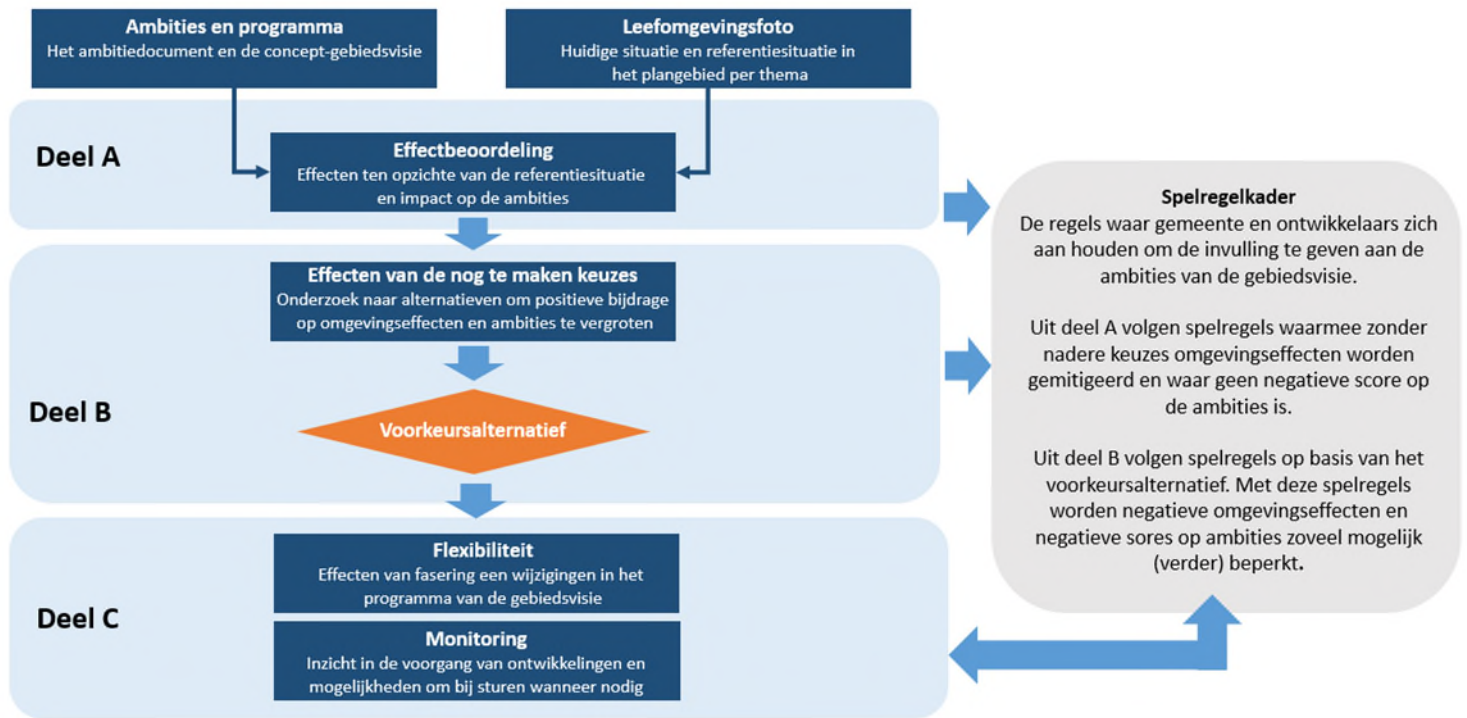 Ambities en programma
Het ambitiedocument en de concept-gebiedsvisie
Leefomgevingsfoto
Huidige situatie en referentiesituatie in
het plangebied per thema
Deel A
Effectbeoordeling
Effecten ten opzichte van de referentiesituatie
en impact op de ambities
Deel B
Effecten van de nog te maken keuzes
Onderzoek naar alternatieven om positieve bijdrage
op omgevingseffecten en ambities te vergroten
Voorkeursalternatief
Deel C
Flexibiliteit
Effecten van fasering een wijzigingen in het
programma van de gebiedsvisie
Monitoring
Inzicht in de voorgang van ontwikkelingen en
mogelijkheden om bij sturen wanneer nodig
Spelregelkader
De regels waar gemeente en ontwikkelaars zich
aan houden om de invulling te geven aan de
ambities van de gebiedsvisie.
Uit deel A volgen spelregels waarmee zonder
nadere keuzes omgevingseffecten worden
gemitigeerd en waar geen negatieve score op
de ambities is.
Uit deel B volgen spelregels op basis van het
voorkeursalternatief. Met deze spelregels
worden negatieve omgevingseffecten en
negatieve sores op ambities zoveel mogelijk
(verder) beperkt.